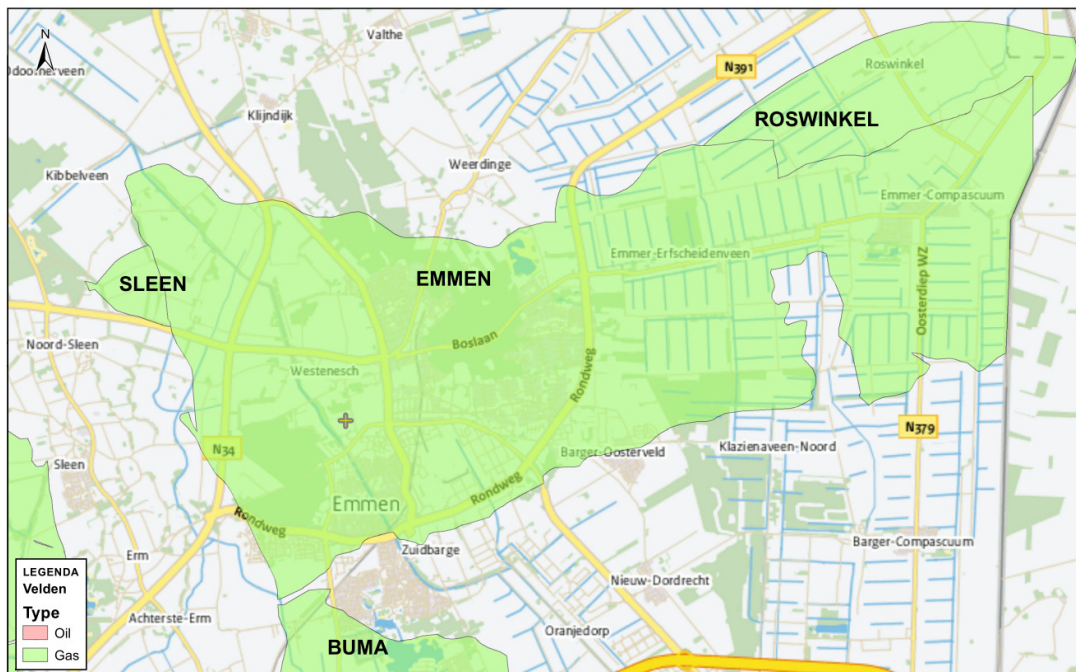 N
Valthe
Odoornerveen
N391
Roswinkel
Klijndijk
ROSWINKEL
Weerdinge
Kibbelveen
Emmer-Compascuum
Emmer-Erfscheidenveen
SLEEN
EMMEN
Oosterdiep WZ
Noord-Sleen
Boslaan
Westenesch
Rondweg
N379
N34
Klazienaveen-Noord
Barger-Oosterveld
Sleen
Rondweg
Emmen
Rondweg
Zuidbarge
Barger-Compascuum
Erm
Nieuw-Dordrecht
LEGENDA
Velden
Type
Oil
Gas
Achterste-Erm
Oranjedorp
BUMA